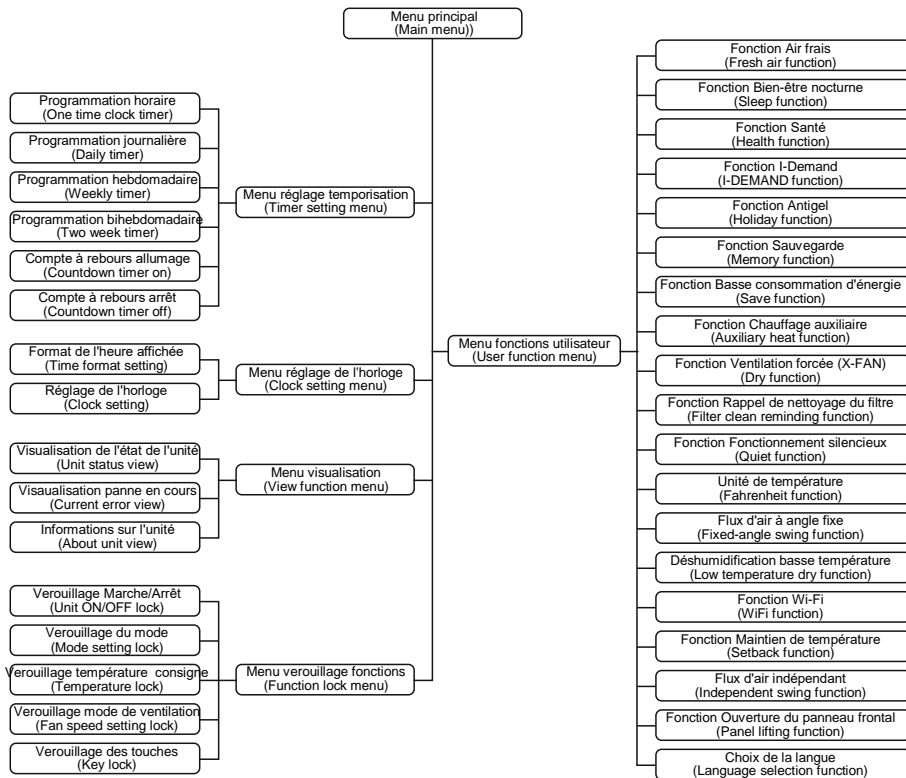 Menu principal
(Main menu))
Programmation horaire
(One time clock timer)
Programmation journalière
(Daily timer)
Programmation hebdomadaire
(Weekly timer)
Programmation bihebdomadaire
(Two week timer)
Compte à rebours allumage
(Countdown timer on)
Compte à rebours arrêt
(Countdown timer off)
Menu réglage temporisation
(Timer setting menu)
Format de l'heure affichée
(Time format setting)
Réglage de l'horloge
(Clock setting)
Menu réglage de l'horloge
(Clock setting menu)
Visualisation de l'état de l'unité
(Unit status view)
Visaualisation panne en cours
(Current error view)
Informations sur l'unité
(About unit view)
Menu visualisation
(View function menu)
Verouillage Marche/Arrêt
(Unit ON/OFF lock)
Verouillage du mode
(Mode setting lock)
Verouillage température consigne
(Temperature lock)
Verouillage mode de ventilation
(Fan speed setting lock)
Verouillage des touches
(Key lock)
Menu verouillage fonctions
(Function lock menu)
Menu fonctions utilisateur
(User function menu)
Fonction Air frais
(Fresh air function)
Fonction Bien-être nocturne
(Sleep function)
Fonction Santé
(Health function)
Fonction I-Demand
(I-DEMAND function)
Fonction Antigel
(Holiday function)
Fonction Sauvegarde
(Memory function)
Fonction Basse consommation d'énergie
(Save function)
Fonction Chauffage auxiliaire
(Auxiliary heat function)
Fonction Ventilation forcée (X-FAN)
(Dry function)
Fonction Rappel de nettoyage du filtre
(Filter clean reminding function)
Fonction Fonctionnement silencieux
(Quiet function)
Unité de température
(Fahrenheit function)
Flux d'air à angle fixe
(Fixed-angle swing function)
Déshumidification basse température
(Low temperature dry function)
Fonction Wi-Fi
(WiFi function)
Fonction Maintien de température
(Setback function)
Flux d'air indépendant
(Independent swing function)
Fonction Ouverture du panneau frontal
(Panel lifting function)
Choix de la langue
(Language selection function)